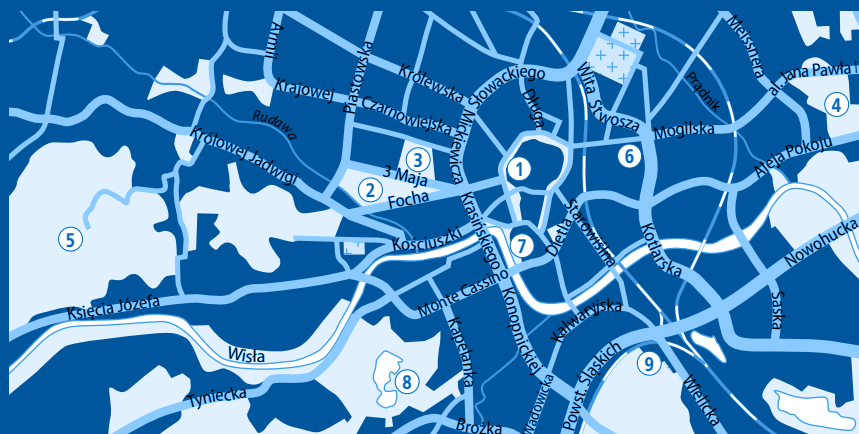 Armii
Krajowej
Piastowska
Królewska
Czarnowiejska
Słowackiego
Mickiewicza
Długa
Wita Stwosza
Prądnik
Meissnera
al. Jana Pawła II
4
Mogilska
6
Aleja Pokoju
Rudawa
Królowej Jadwigi
3
3 Maja
2
Focha
1
5
Krasińskiego
Kościuszki
7
Dietla
Starowiślna
Kotlarska
Nowohucka
Księcia Józefa
Monte Cassino
Konopnickiej
Kalwaryjska
Saska
Wisła
Kapelanka
8
9
Tyniecka
Wadowicka
Powst. Śląskich
Wielicka
Brożka